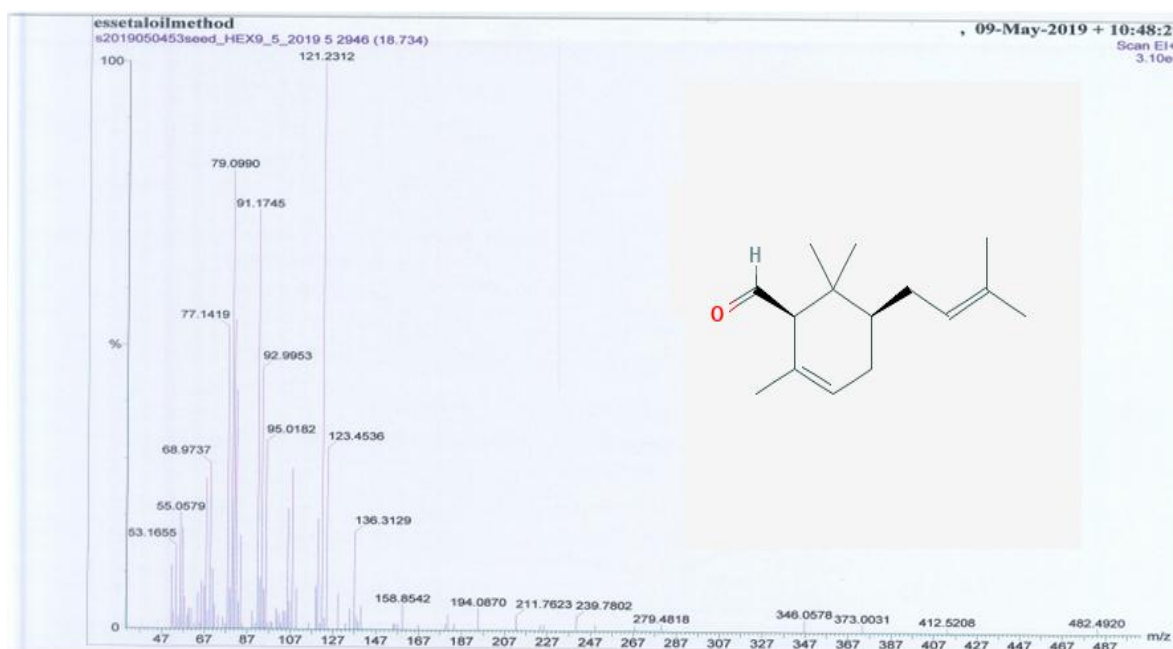 essetaloilmethod
, 09-May-2019 + 10:48:2
s2019050453seed_HEX9_5_2019 5 2946 (18.734)
Scan EI+
3.10e
121.2312
100
79.0990
91.1745
77.1419
%
92.9953
95.0182
123.4536
68.9737
55.0579
53.1655
136.3129
158.8542
194.0870
211.7623
239.7802
279.4818
346.0578
373.0031
412.5208
482.4920
0
m/z
47 67 87 107 127 147 167 187 207 227 247 267 287 307 327 347 367 387 407 427 447 467 487
H
O